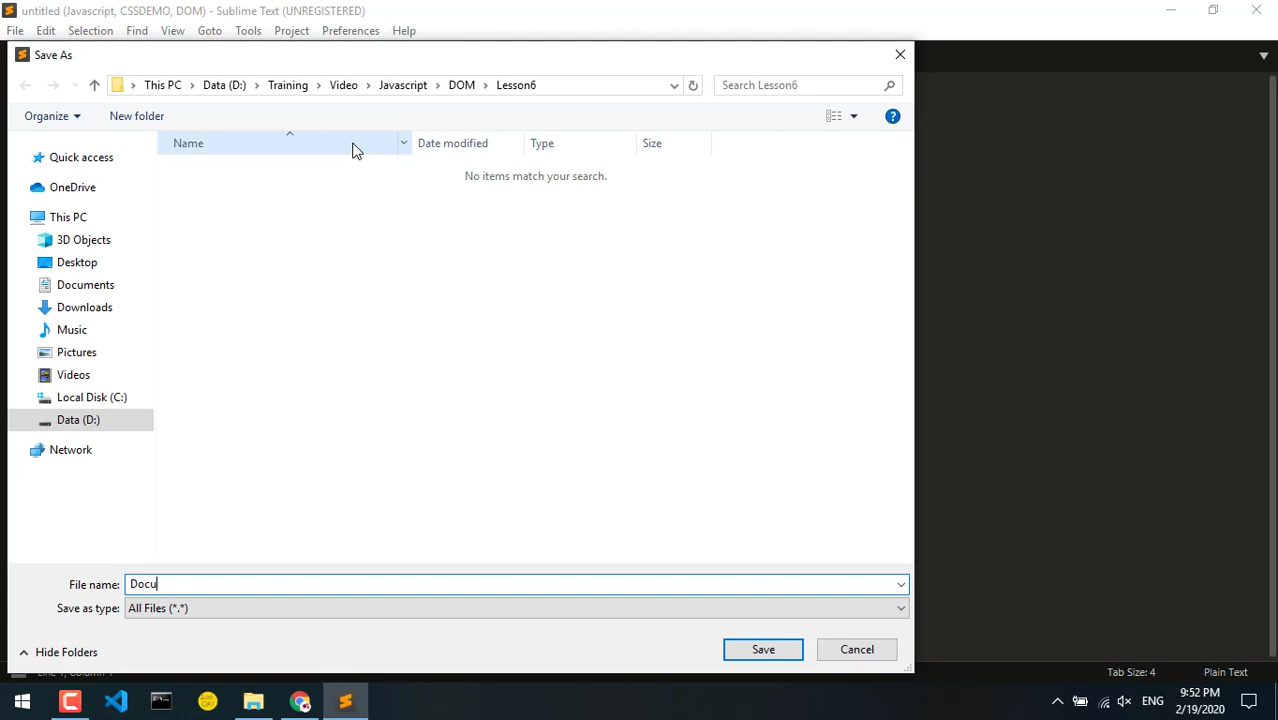 untitled (Javascript, CSSDEMO, DOM) - Sublime Text (UNREGISTERED)
File Edit Selection Find View Goto Tools Project Preferences Help
Save As
This PC Data (D:) Training Video Javascript DOM Lesson6
Search Lesson6
Organize New folder
Name Date modified Type Size
No items match your search.
Quick access
OneDrive
This PC
3D Objects
Desktop
Documents
Downloads
Music
Pictures
Videos
Local Disk (C:)
Data (D:)
Network
File name: Docu
Save as type: All Files (*.*)
Hide Folders
Save Cancel
Tab Size: 4 Plain Text
ENG
9:52 PM
2/19/2020